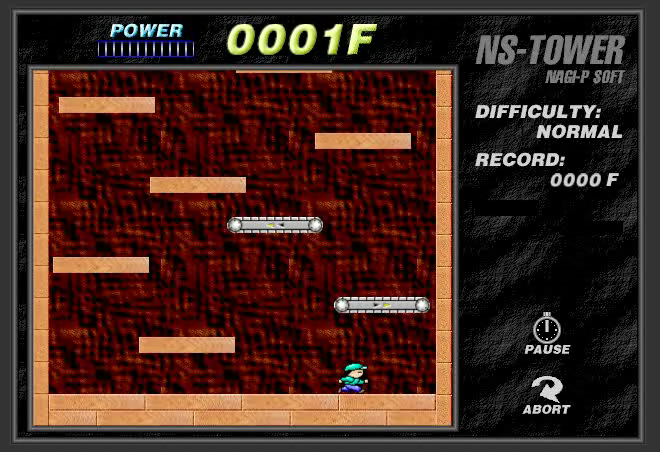 POWER
0001F
NS-TOWER
NAGI-P SOFT
DIFFICULTY:
NORMAL
RECORD:
0000 F
PAUSE
ABORT